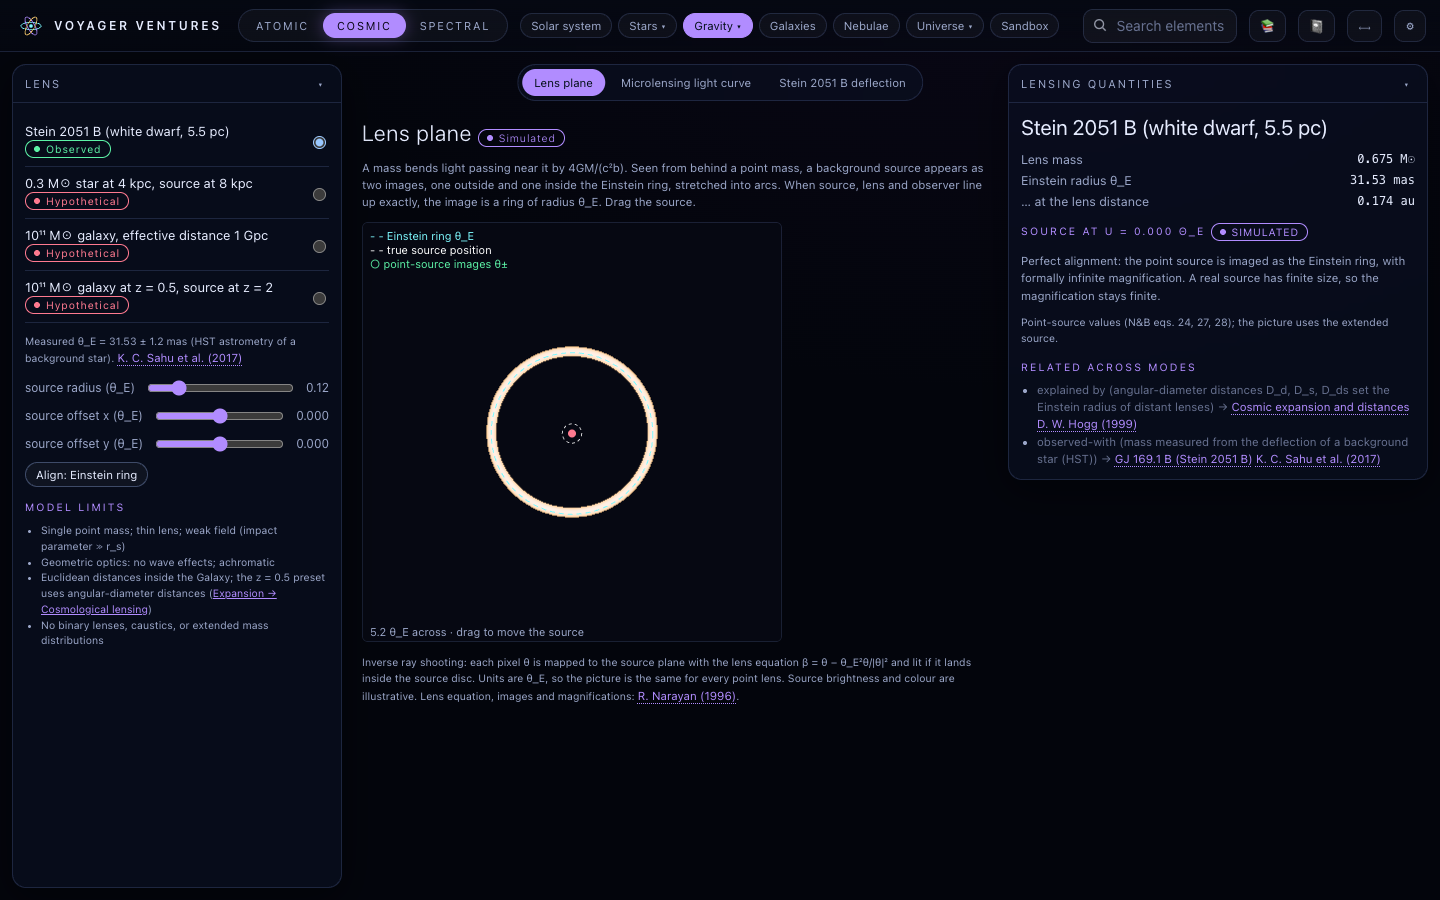 VOYAGER VENTURES
ATOMIC COSMIC SPECTRAL
Solar system Stars ▾ Gravity ▾ Galaxies Nebulae Universe ▾ Sandbox
Search elements
LENS
Stein 2051 B (white dwarf, 5.5 pc)
Observed
0.3 M☉ star at 4 kpc, source at 8 kpc
Hypothetical
10¹¹ M☉ galaxy, effective distance 1 Gpc
Hypothetical
10¹¹ M☉ galaxy at z = 0.5, source at z = 2
Hypothetical
Measured θ_E = 31.53 ± 1.2 mas (HST astrometry of a
background star). K. C. Sahu et al. (2017)
source radius (θ_E) 0.12
source offset x (θ_E) 0.000
source offset y (θ_E) 0.000
Align: Einstein ring
MODEL LIMITS
• Single point mass; thin lens; weak field (impact
parameter ≫ r_s)
• Geometric optics: no wave effects; achromatic
• Euclidean distances inside the Galaxy; the z = 0.5 preset
uses angular-diameter distances (Expansion →
Cosmological lensing)
• No binary lenses, caustics, or extended mass
distributions
Lens plane Microlensing light curve Stein 2051 B deflection
Lens plane Simulated
A mass bends light passing near it by 4GM/(c²b). Seen from behind a point mass, a background source appears as
two images, one outside and one inside the Einstein ring, stretched into arcs. When source, lens and observer line
up exactly, the image is a ring of radius θ_E. Drag the source.
- - Einstein ring θ_E
- - true source position
○ point-source images θ±
5.2 θ_E across · drag to move the source
Inverse ray shooting: each pixel θ is mapped to the source plane with the lens equation β = θ − θ_E²θ/|θ|² and lit if it lands
inside the source disc. Units are θ_E, so the picture is the same for every point lens. Source brightness and colour are
illustrative. Lens equation, images and magnifications: R. Narayan (1996).
LENSING QUANTITIES
Stein 2051 B (white dwarf, 5.5 pc)
Lens mass 0.675 M☉
Einstein radius θ_E 31.53 mas
… at the lens distance 0.174 au
SOURCE AT U = 0.000 Θ_E SIMULATED
Perfect alignment: the point source is imaged as the Einstein ring, with
formally infinite magnification. A real source has finite size, so the
magnification stays finite.
Point-source values (N&B eqs. 24, 27, 28); the picture uses the extended
source.
RELATED ACROSS MODES
• explained by (angular-diameter distances D_d, D_s, D_ds set the
Einstein radius of distant lenses) → Cosmic expansion and distances
D. W. Hogg (1999)
• observed-with (mass measured from the deflection of a background
star (HST)) → GJ 169.1 B (Stein 2051 B) K. C. Sahu et al. (2017)